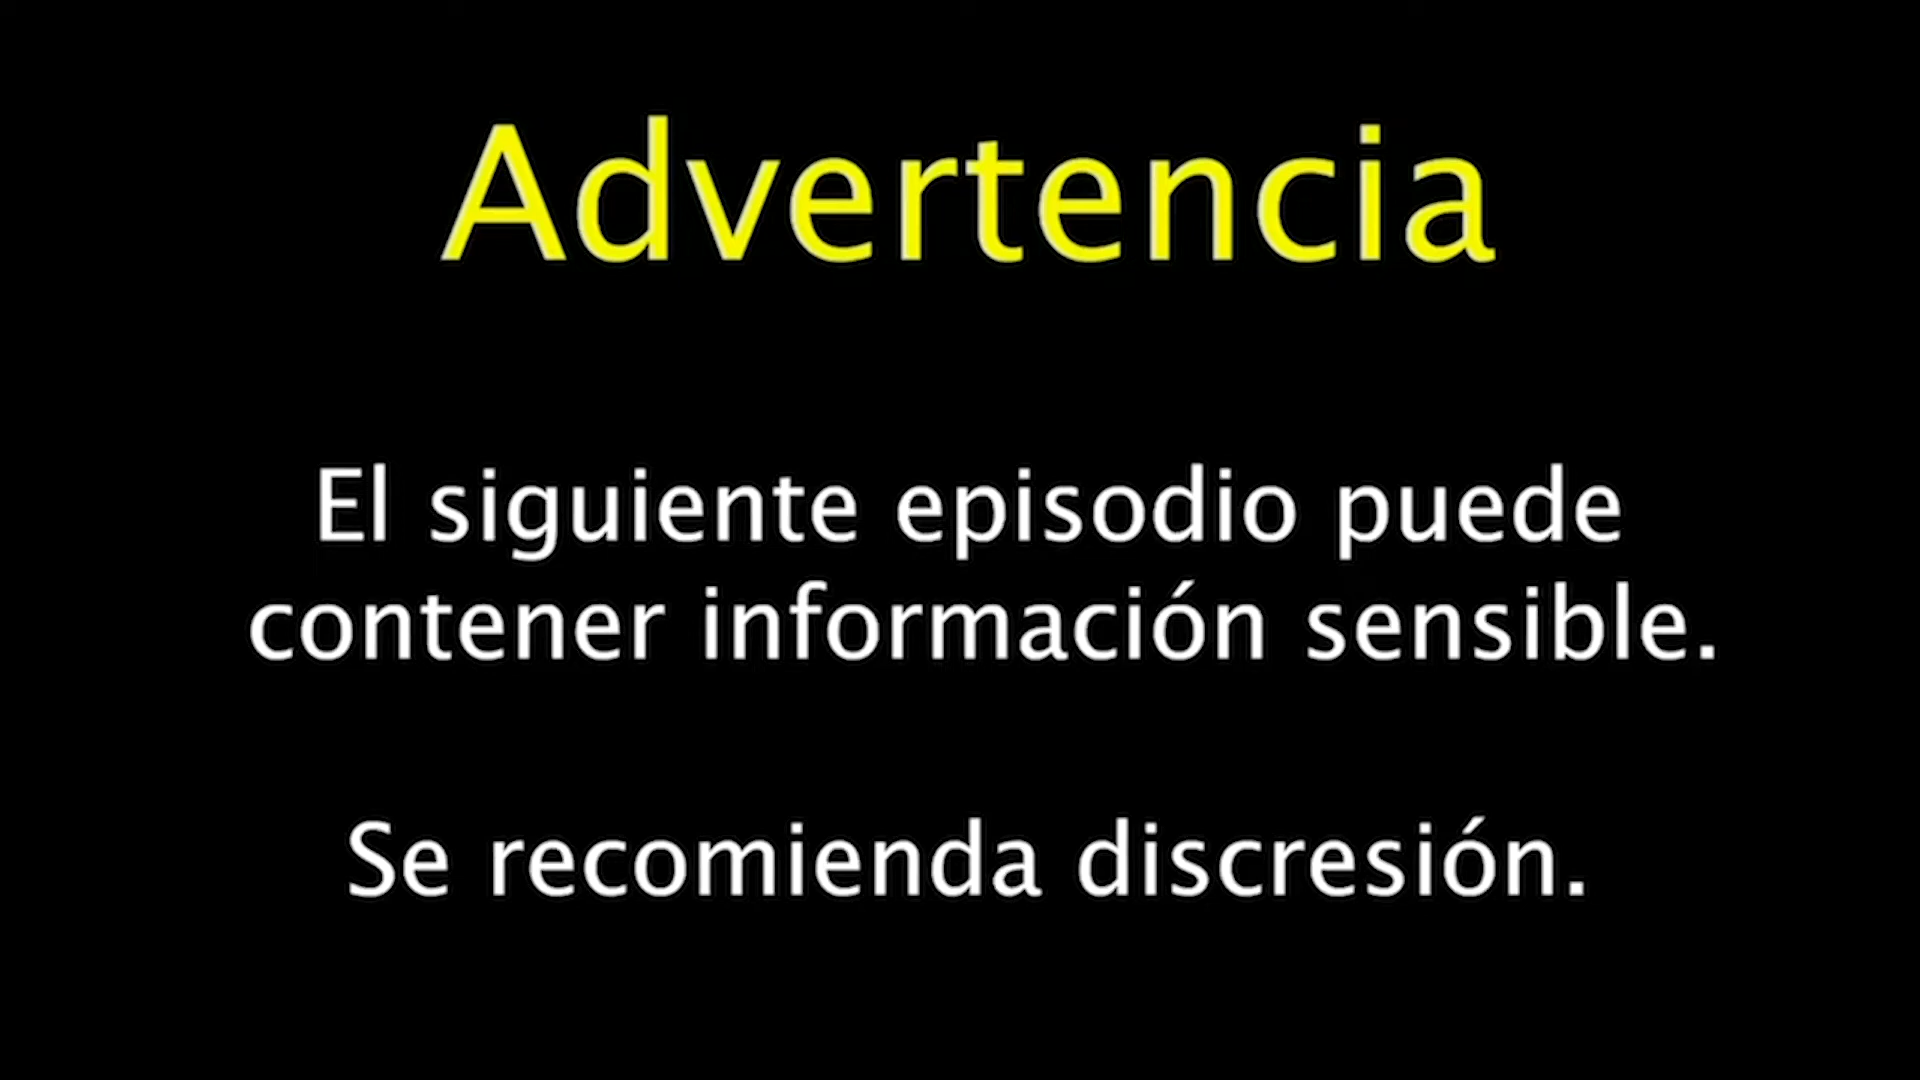 Advertencia
El siguiente episodio puede
contener información sensible.
Se recomienda discresión.